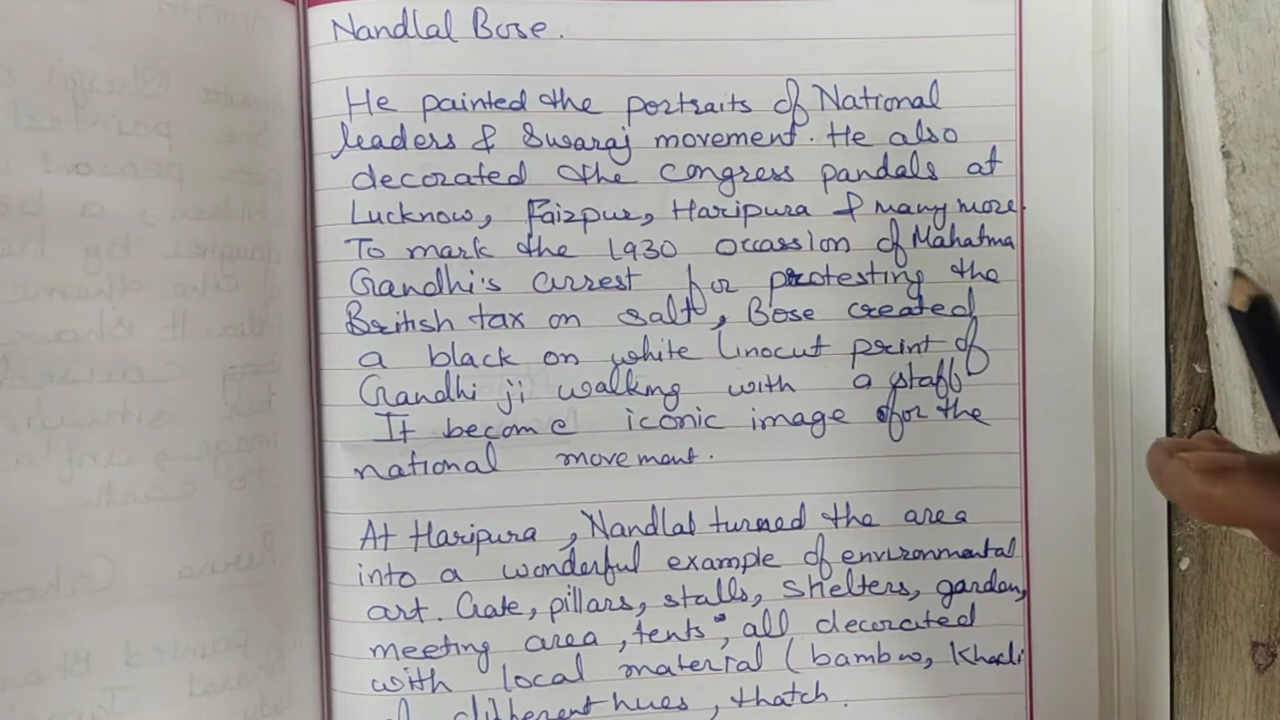 Nandlal Bose.
He painted the portraits of National
leaders & Swaraj movement. He also
decorated the congress pandals at
Lucknow, Faizpur, Haripura & many more.
To mark the 1930 occassion of Mahatma
Gandhi's arrest for protesting the
British tax on salt, Bose created
a black on white linocut print of
Gandhi ji walking with a staff
It become iconic image for the
national movement.
At Haripura, Nandlal turned the area
into a wonderful example of environmental
art. Gate, pillars, stalls, shelters, garden,
meeting area, tents, all decorated
with local material (bamboo, khadi
different hues, thatch.